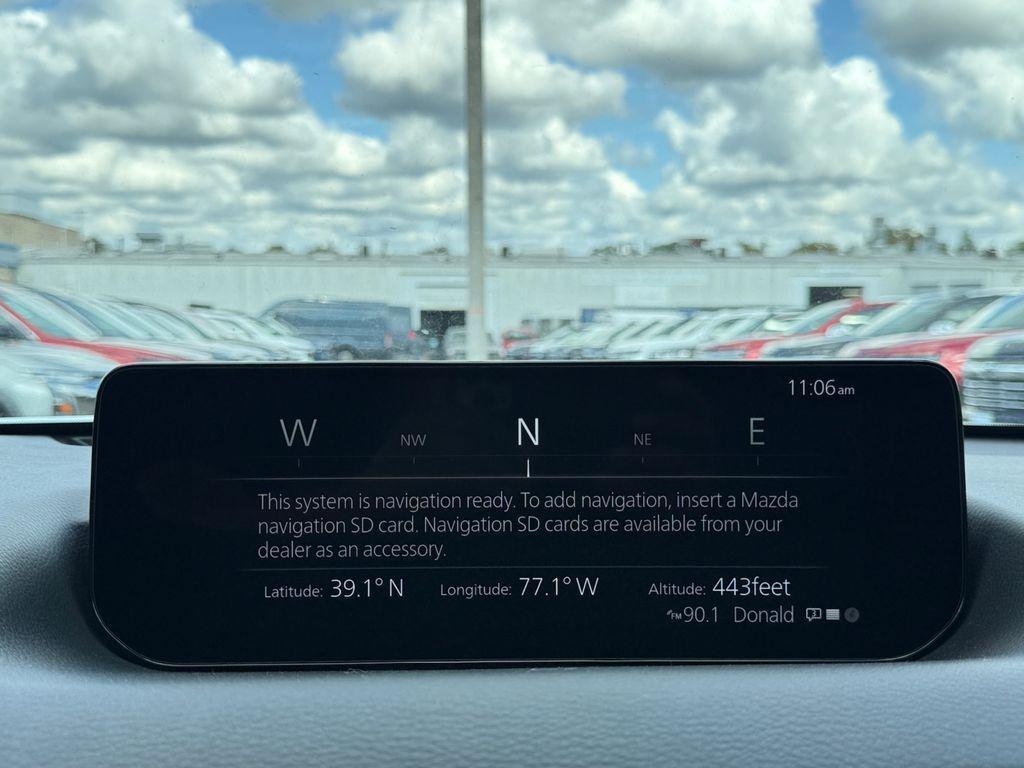 11:06am
W NW N NE E
This system is navigation ready. To add navigation, insert a Mazda
navigation SD card. Navigation SD cards are available from your
dealer as an accessory.
Latitude: 39.1° N Longitude: 77.1° W Altitude: 443feet
FM 90.1 Donald